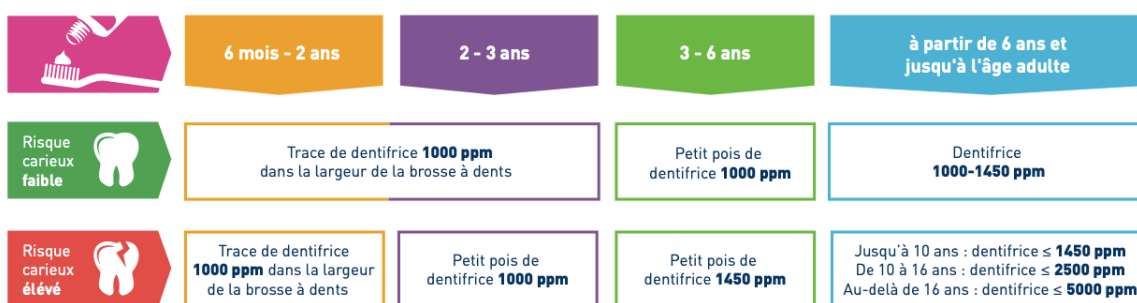 6 mois - 2 ans
2 - 3 ans
3 - 6 ans
à partir de 6 ans et
jusqu'à l'âge adulte
Risque
carieux
faible
Trace de dentifrice 1000 ppm
dans la largeur de la brosse à dents
Petit pois de
dentifrice 1000 ppm
Dentifrice
1000-1450 ppm
Risque
carieux
élévé
Trace de dentifrice
1000 ppm dans la largeur
de la brosse à dents
Petit pois de
dentifrice 1000 ppm
Petit pois de
dentifrice 1450 ppm
Jusqu'à 10 ans : dentifrice ≤ 1450 ppm
De 10 à 16 ans : dentifrice ≤ 2500 ppm
Au-delà de 16 ans : dentifrice ≤ 5000 ppm